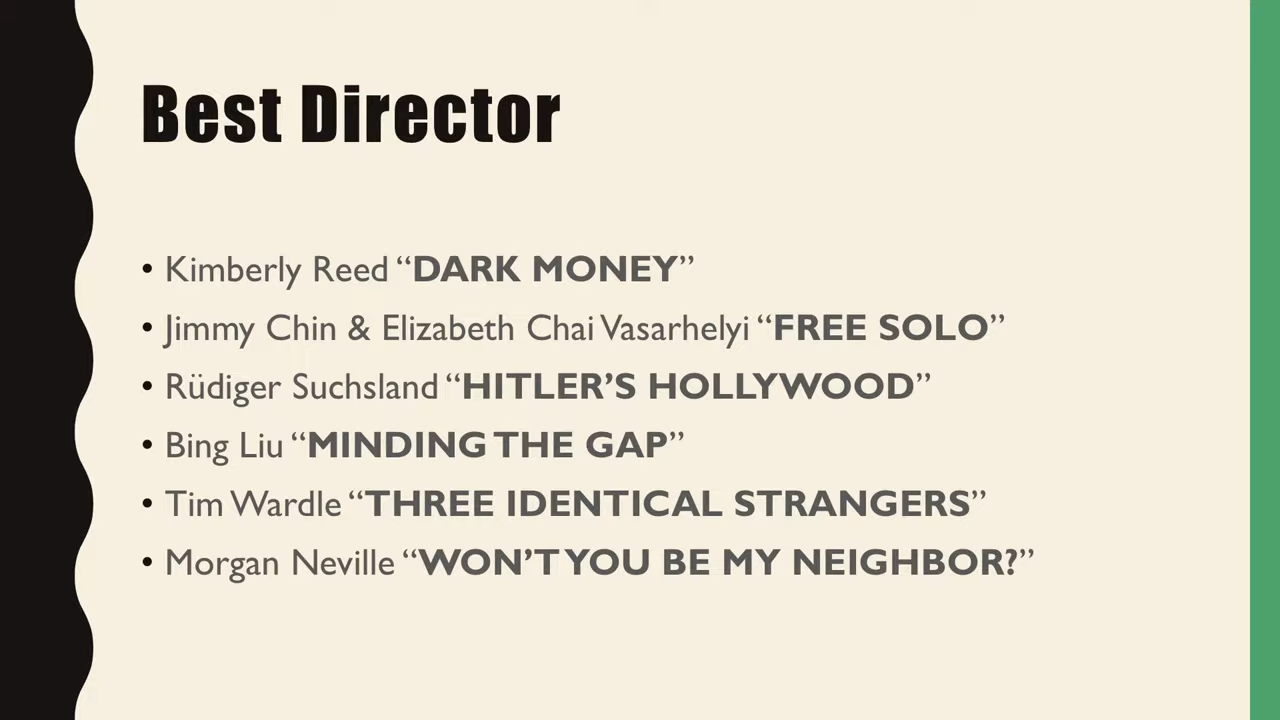 Best Director
• Kimberly Reed “DARK MONEY”
• Jimmy Chin & Elizabeth Chai Vasarhelyi “FREE SOLO”
• Rüdiger Suchsland “HITLER’S HOLLYWOOD”
• Bing Liu “MINDING THE GAP”
• Tim Wardle “THREE IDENTICAL STRANGERS”
• Morgan Neville “WON’T YOU BE MY NEIGHBOR?”